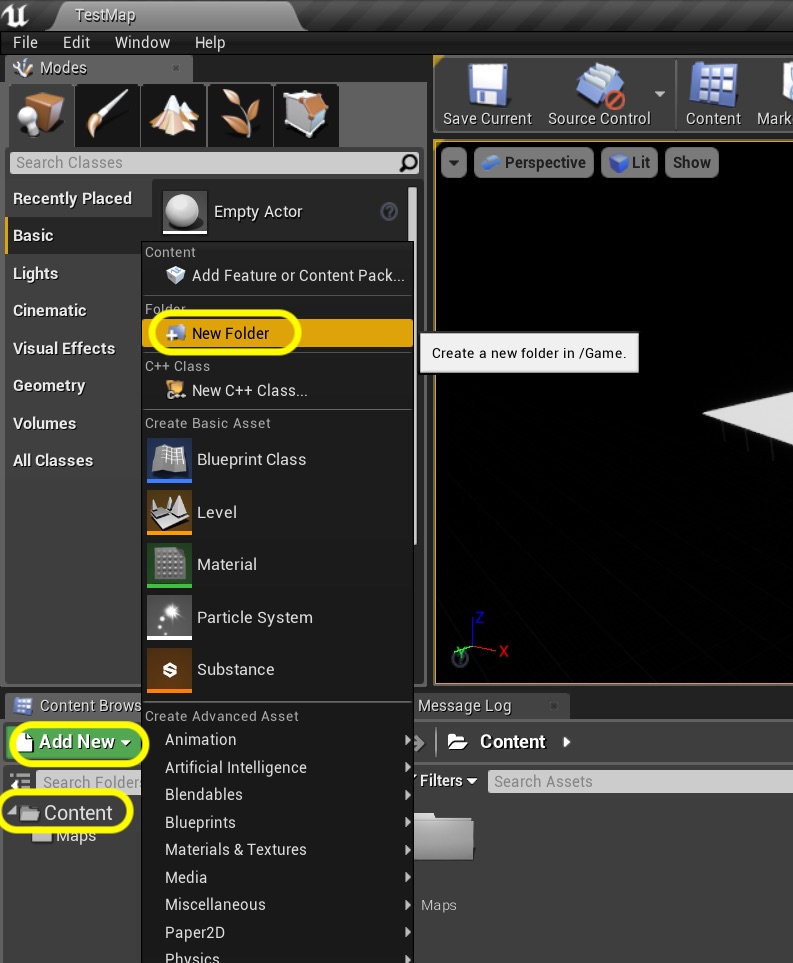 TestMap
File Edit Window Help
Modes
Save Current Source Control Content
Search Classes
Perspective Lit Show
Recently Placed
Empty Actor
Basic
Content
Lights
Add Feature or Content Pack...
Cinematic
Folder
New Folder
Visual Effects
Create a new folder in /Game.
C++ Class
Geometry
New C++ Class...
Volumes
Create Basic Asset
All Classes
Blueprint Class
Level
Material
Particle System
Z
Y
X
Substance
Content Brows
Message Log
Create Advanced Asset
Add New
Animation
Content
Artificial Intelligence
Search Folder
Filters
Search Assets
Blendables
Content
Blueprints
Maps
Materials & Textures
Media
Miscellaneous
Maps
Paper2D
Physics